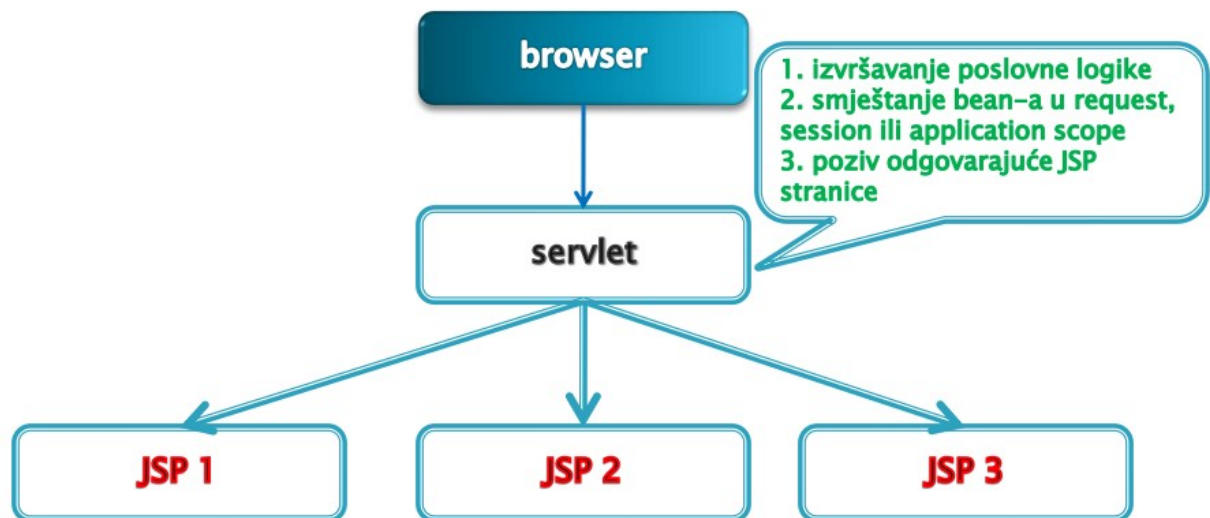 browser
1. izvršavanje poslovne logike
2. smještanje bean-a u request,
session ili application scope
3. poziv odgovarajuće JSP
stranice
servlet
JSP 1
JSP 2
JSP 3